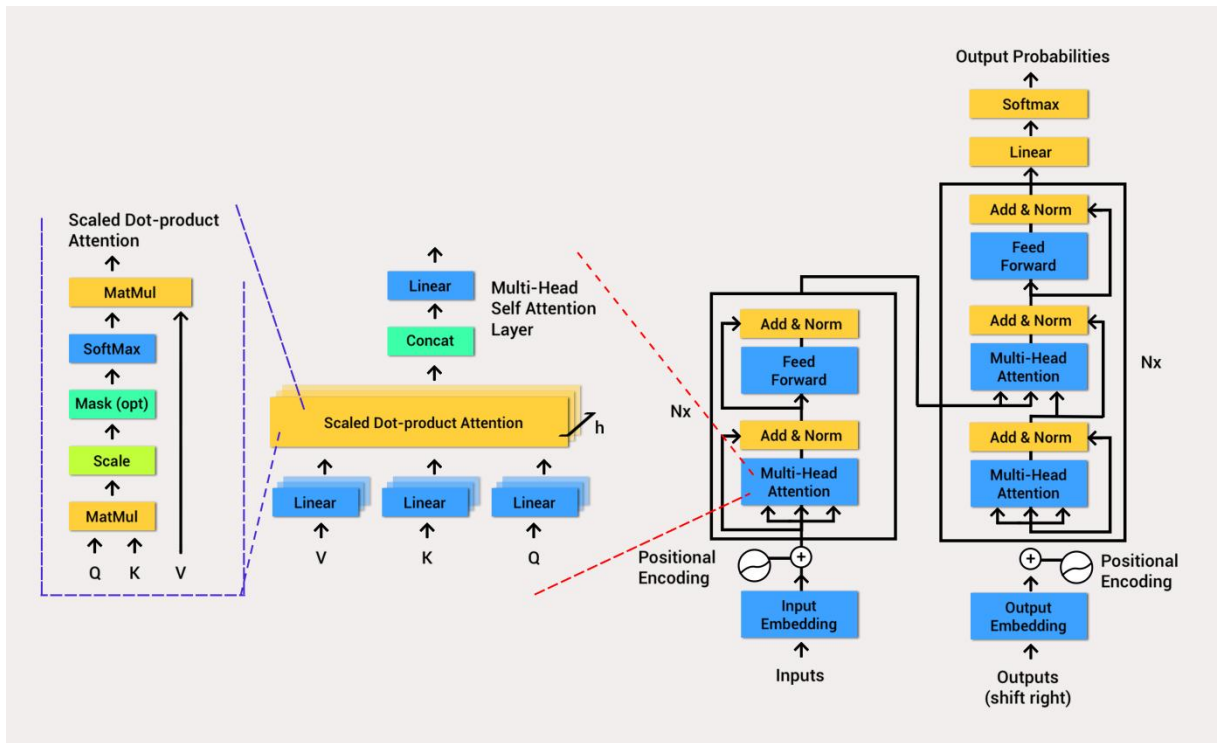 Scaled Dot-product
Attention
MatMul
SoftMax
Mask (opt)
Scale
MatMul
Q
K
V
Linear
Multi-Head
Self Attention
Layer
Concat
Scaled Dot-product Attention
h
Linear
Linear
Linear
V
K
Q
Nx
Add & Norm
Feed
Forward
Add & Norm
Multi-Head
Attention
Positional
Encoding
+
Input
Embedding
Inputs
Output Probabilities
Softmax
Linear
Add & Norm
Feed
Forward
Add & Norm
Multi-Head
Attention
Nx
Add & Norm
Multi-Head
Attention
+
Positional
Encoding
Output
Embedding
Outputs
(shift right)